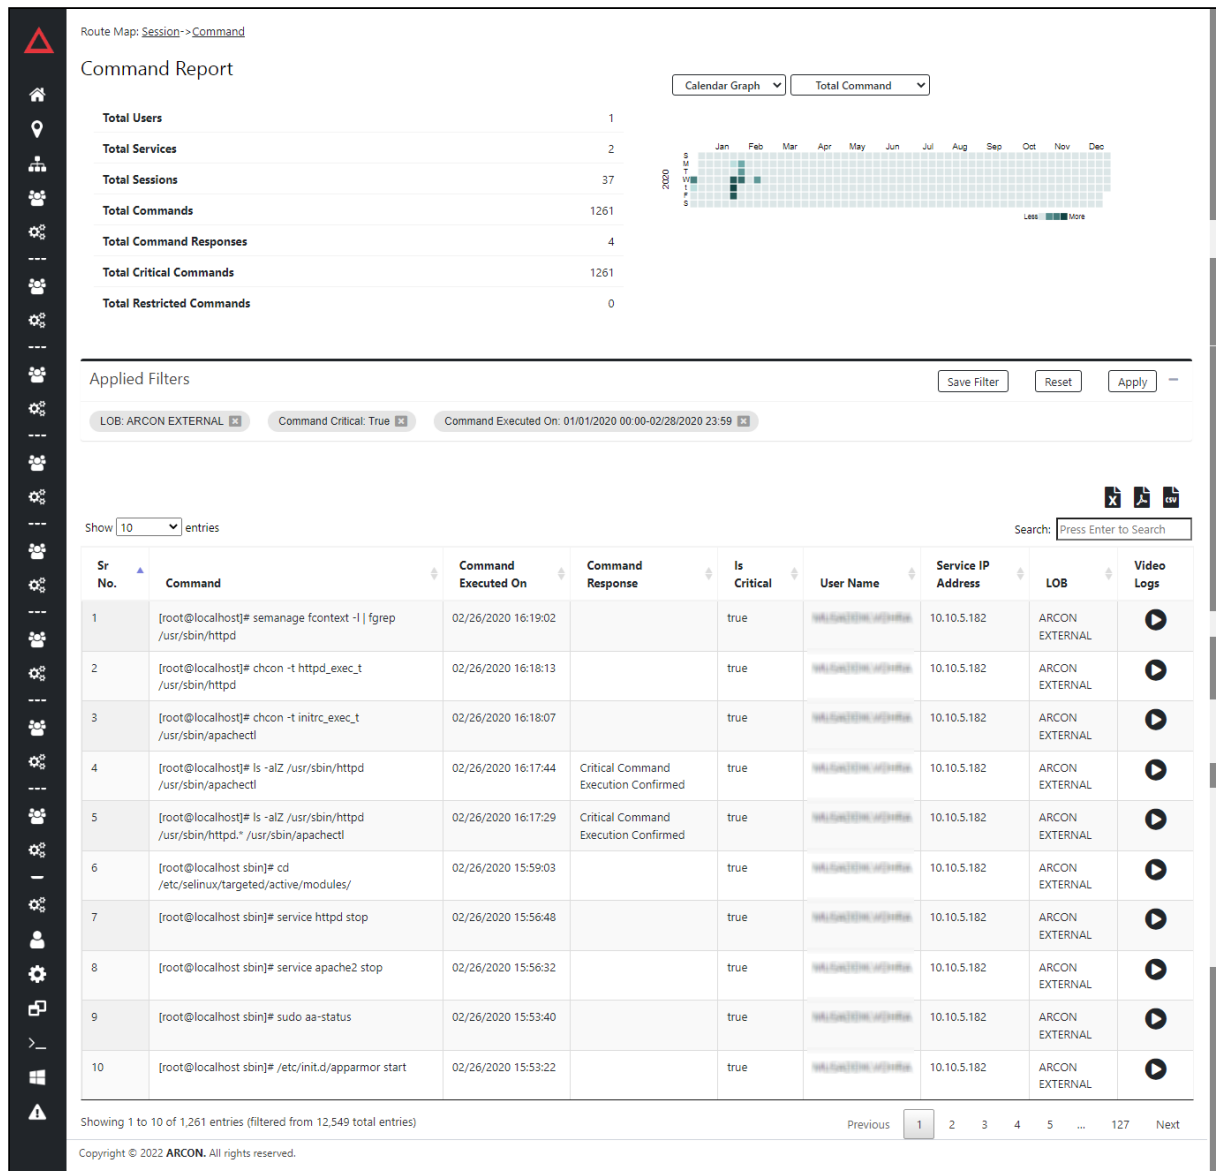 Route Map: Session->Command
Command Report
Calendar Graph
Total Command
Total Users 1
Total Services 2
Total Sessions 37
Total Commands 1261
Total Command Responses 4
Total Critical Commands 1261
Total Restricted Commands 0
Jan Feb Mar Apr May Jun Jul Aug Sep Oct Nov Dec
2020
S
M
T
W
t
F
S
Less More
Applied Filters
Save Filter
Reset
Apply
LOB: ARCON EXTERNAL
Command Critical: True
Command Executed On: 01/01/2020 00:00-02/28/2020 23:59
Show 10 entries
Search: Press Enter to Search
Sr No.
Command
Command Executed On
Command Response
Is Critical
User Name
Service IP Address
LOB
Video Logs
1 [root@localhost]# semanage fcontext -l | fgrep 02/26/2020 16:19:02 true 10.10.5.182 ARCON
/usr/sbin/httpd EXTERNAL
2 [root@localhost]# chcon -t httpd_exec_t 02/26/2020 16:18:13 true 10.10.5.182 ARCON
/usr/sbin/httpd EXTERNAL
3 [root@localhost]# chcon -t initrc_exec_t 02/26/2020 16:18:07 true 10.10.5.182 ARCON
/usr/sbin/apachectl EXTERNAL
4 [root@localhost]# ls -alZ /usr/sbin/httpd 02/26/2020 16:17:44 Critical Command true 10.10.5.182 ARCON
/usr/sbin/apachectl Execution Confirmed EXTERNAL
5 [root@localhost]# ls -alZ /usr/sbin/httpd 02/26/2020 16:17:29 Critical Command true 10.10.5.182 ARCON
/usr/sbin/httpd.* /usr/sbin/apachectl Execution Confirmed EXTERNAL
6 [root@localhost sbin]# cd 02/26/2020 15:59:03 true 10.10.5.182 ARCON
/etc/selinux/targeted/active/modules/ EXTERNAL
7 [root@localhost sbin]# service httpd stop 02/26/2020 15:56:48 true 10.10.5.182 ARCON
EXTERNAL
8 [root@localhost sbin]# service apache2 stop 02/26/2020 15:56:32 true 10.10.5.182 ARCON
EXTERNAL
9 [root@localhost sbin]# sudo aa-status 02/26/2020 15:53:40 true 10.10.5.182 ARCON
EXTERNAL
10 [root@localhost sbin]# /etc/init.d/apparmor start 02/26/2020 15:53:22 true 10.10.5.182 ARCON
EXTERNAL
Showing 1 to 10 of 1,261 entries (filtered from 12,549 total entries)
Previous 1 2 3 4 5 ... 127 Next
Copyright © 2022 ARCON. All rights reserved.